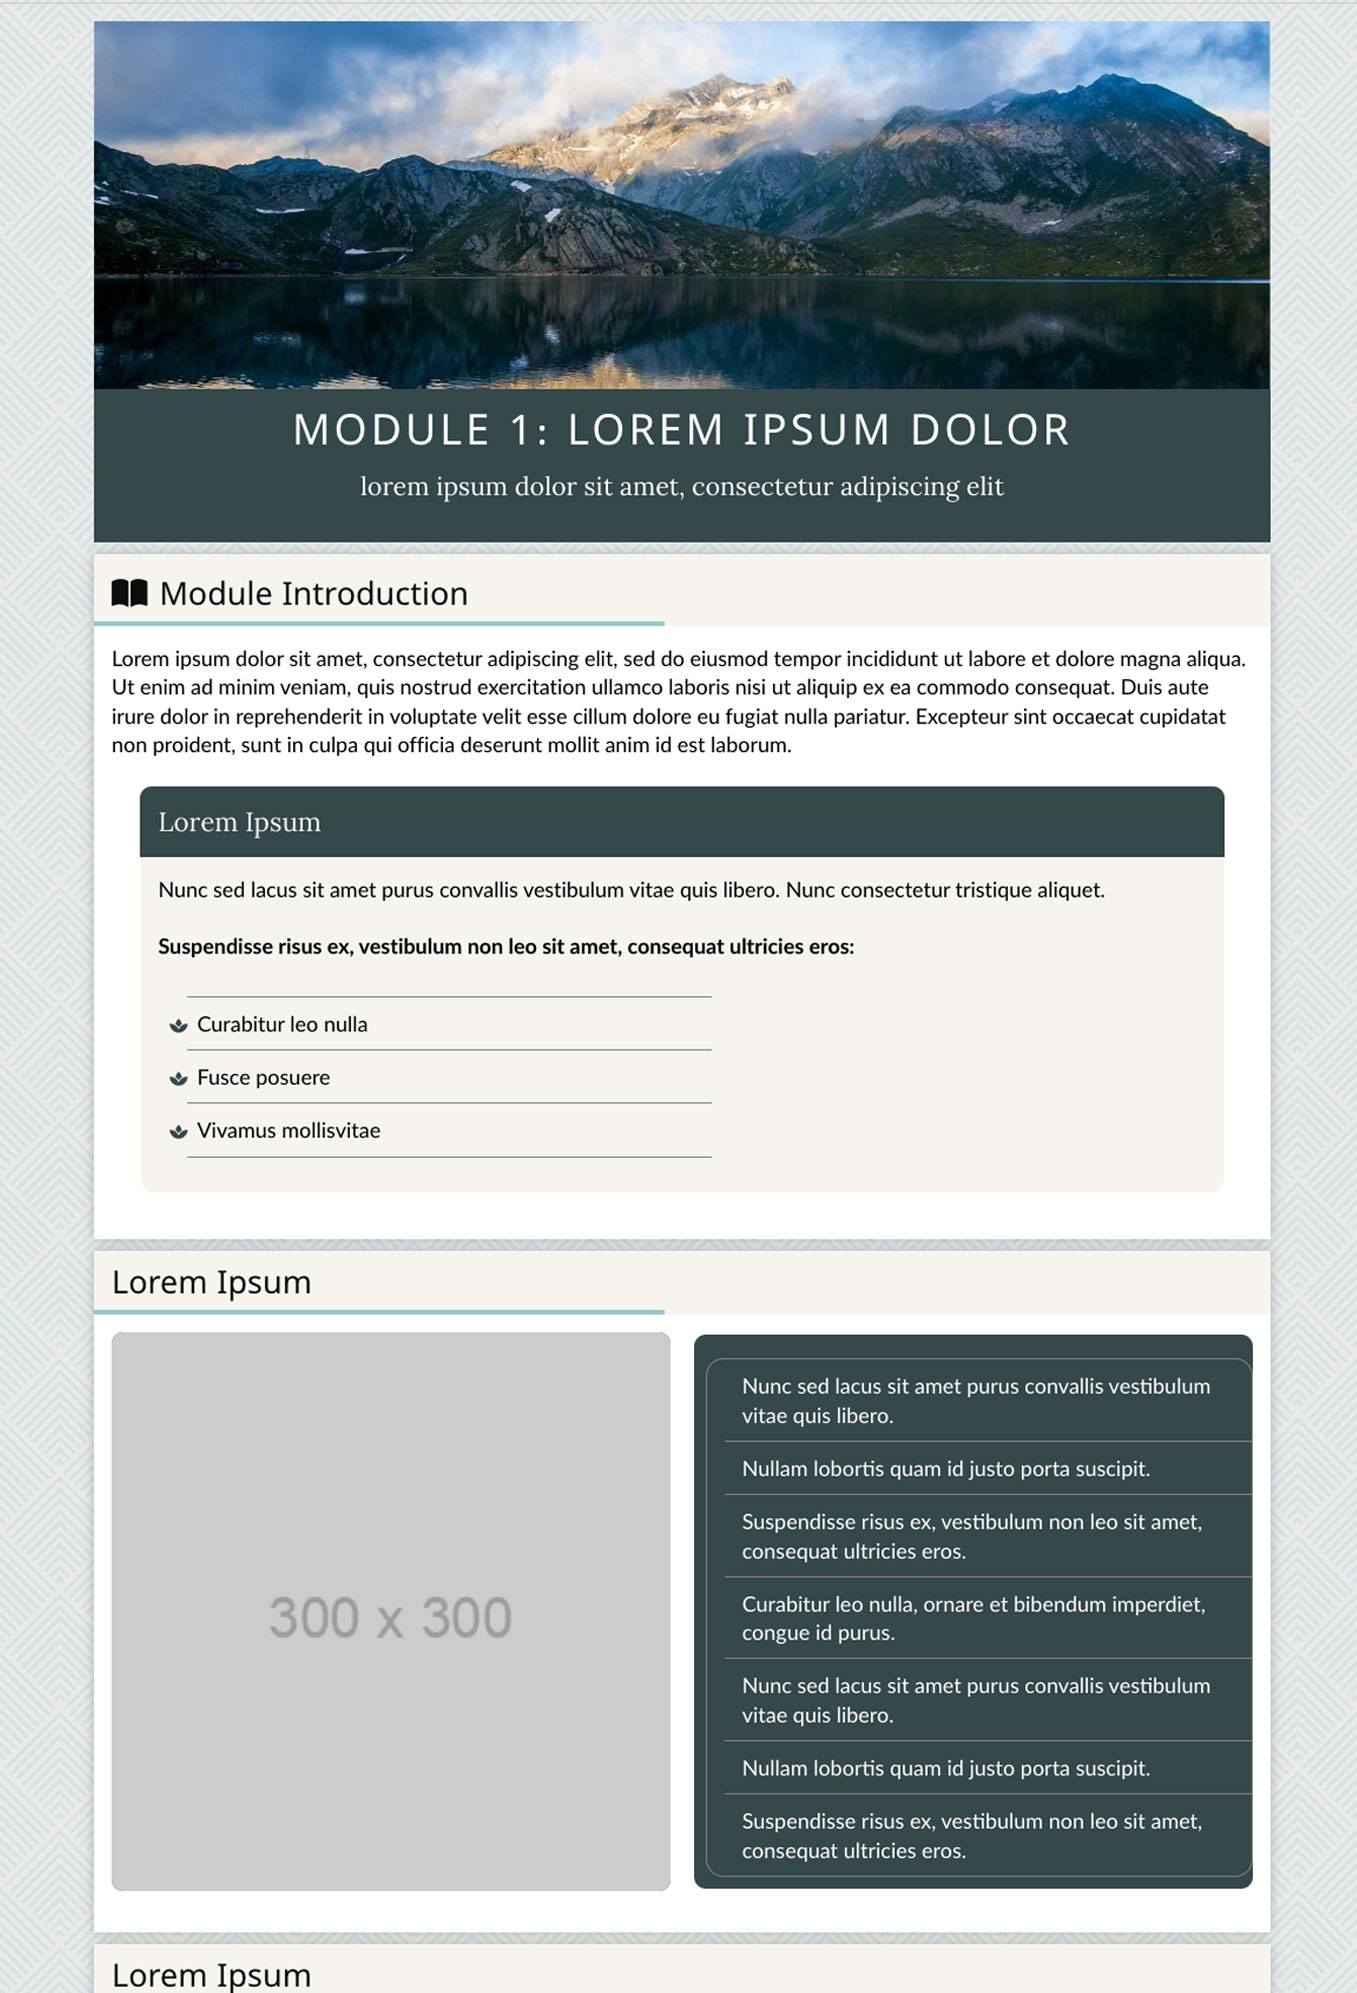 MODULE 1: LOREM IPSUM DOLOR
lorem ipsum dolor sit amet, consectetur adipiscing elit
Module Introduction
Lorem ipsum dolor sit amet, consectetur adipiscing elit, sed do eiusmod tempor incididunt ut labore et dolore magna aliqua.
Ut enim ad minim veniam, quis nostrud exercitation ullamco laboris nisi ut aliquip ex ea commodo consequat. Duis aute
irure dolor in reprehenderit in voluptate velit esse cillum dolore eu fugiat nulla pariatur. Excepteur sint occaecat cupidatat
non proident, sunt in culpa qui officia deserunt mollit anim id est laborum.
Lorem Ipsum
Nunc sed lacus sit amet purus convallis vestibulum vitae quis libero. Nunc consectetur tristique aliquet.
Suspendisse risus ex, vestibulum non leo sit amet, consequat ultricies eros:
Curabitur leo nulla
Fusce posuere
Vivamus mollisvitae
Lorem Ipsum
300 x 300
Nunc sed lacus sit amet purus convallis vestibulum
vitae quis libero.
Nullam lobortis quam id justo porta suscipit.
Suspendisse risus ex, vestibulum non leo sit amet,
consequat ultricies eros.
Curabitur leo nulla, ornare et bibendum imperdiet,
congue id purus.
Nunc sed lacus sit amet purus convallis vestibulum
vitae quis libero.
Nullam lobortis quam id justo porta suscipit.
Suspendisse risus ex, vestibulum non leo sit amet,
consequat ultricies eros.
Lorem Ipsum